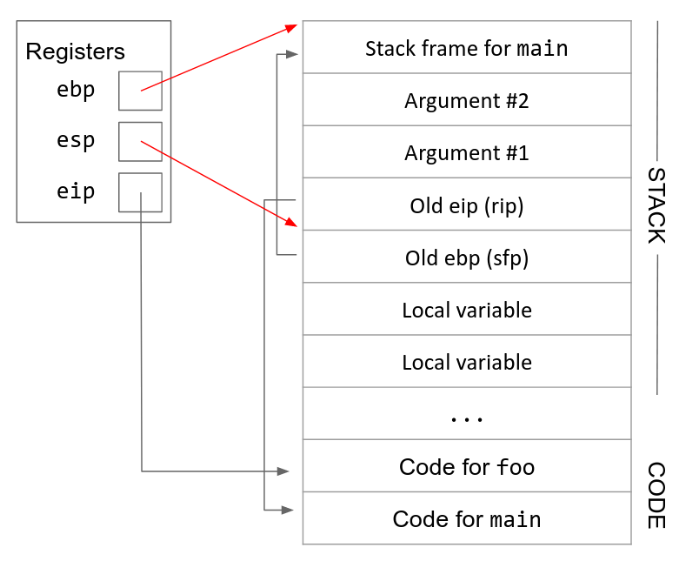 Registers
ebp
esp
eip
Stack frame for main
Argument #2
Argument #1
Old eip (rip)
Old ebp (sfp)
Local variable
Local variable
...
Code for foo
Code for main
STACK
CODE